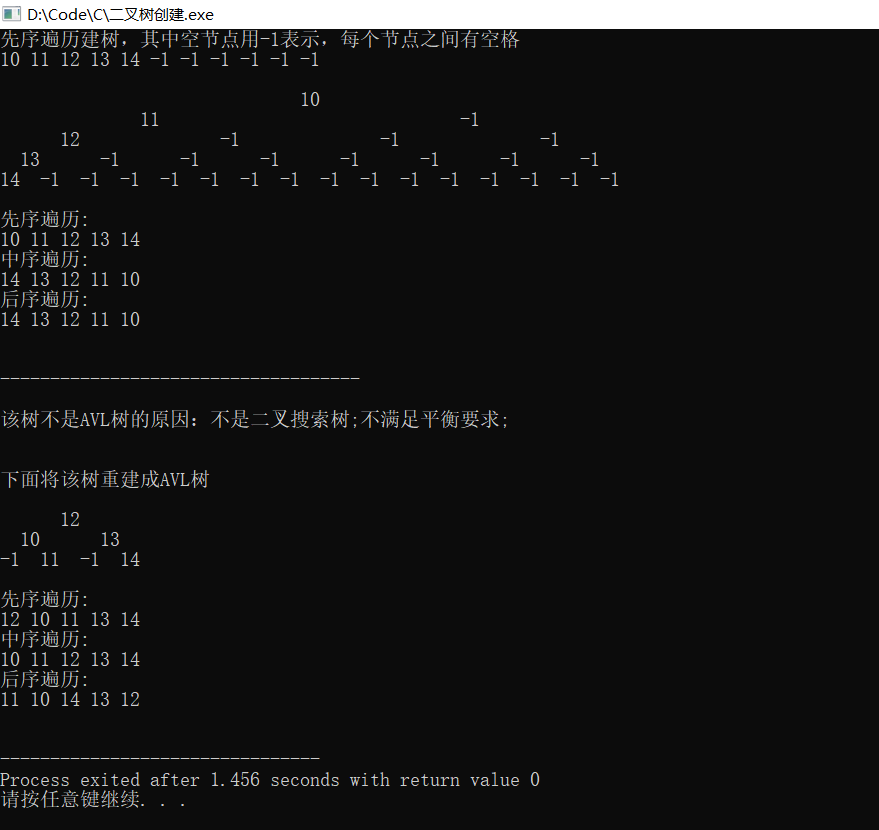 D:\Code\C\二叉树创建.exe
先序遍历建树，其中空节点用-1表示，每个节点之间有空格
10 11 12 13 14 -1 -1 -1 -1 -1 -1
10
11 -1
12 -1 -1 -1
13 -1 -1 -1 -1 -1 -1 -1
14 -1 -1 -1 -1 -1 -1 -1 -1 -1 -1 -1 -1 -1 -1 -1
先序遍历:
10 11 12 13 14
中序遍历:
14 13 12 11 10
后序遍历:
14 13 12 11 10
------------------------------------
该树不是AVL树的原因：不是二叉搜索树;不满足平衡要求;
下面将该树重建成AVL树
12
10 13
-1 11 -1 14
先序遍历:
12 10 11 13 14
中序遍历:
10 11 12 13 14
后序遍历:
11 10 14 13 12
--------------------------------
Process exited after 1.456 seconds with return value 0
请按任意键继续. . .